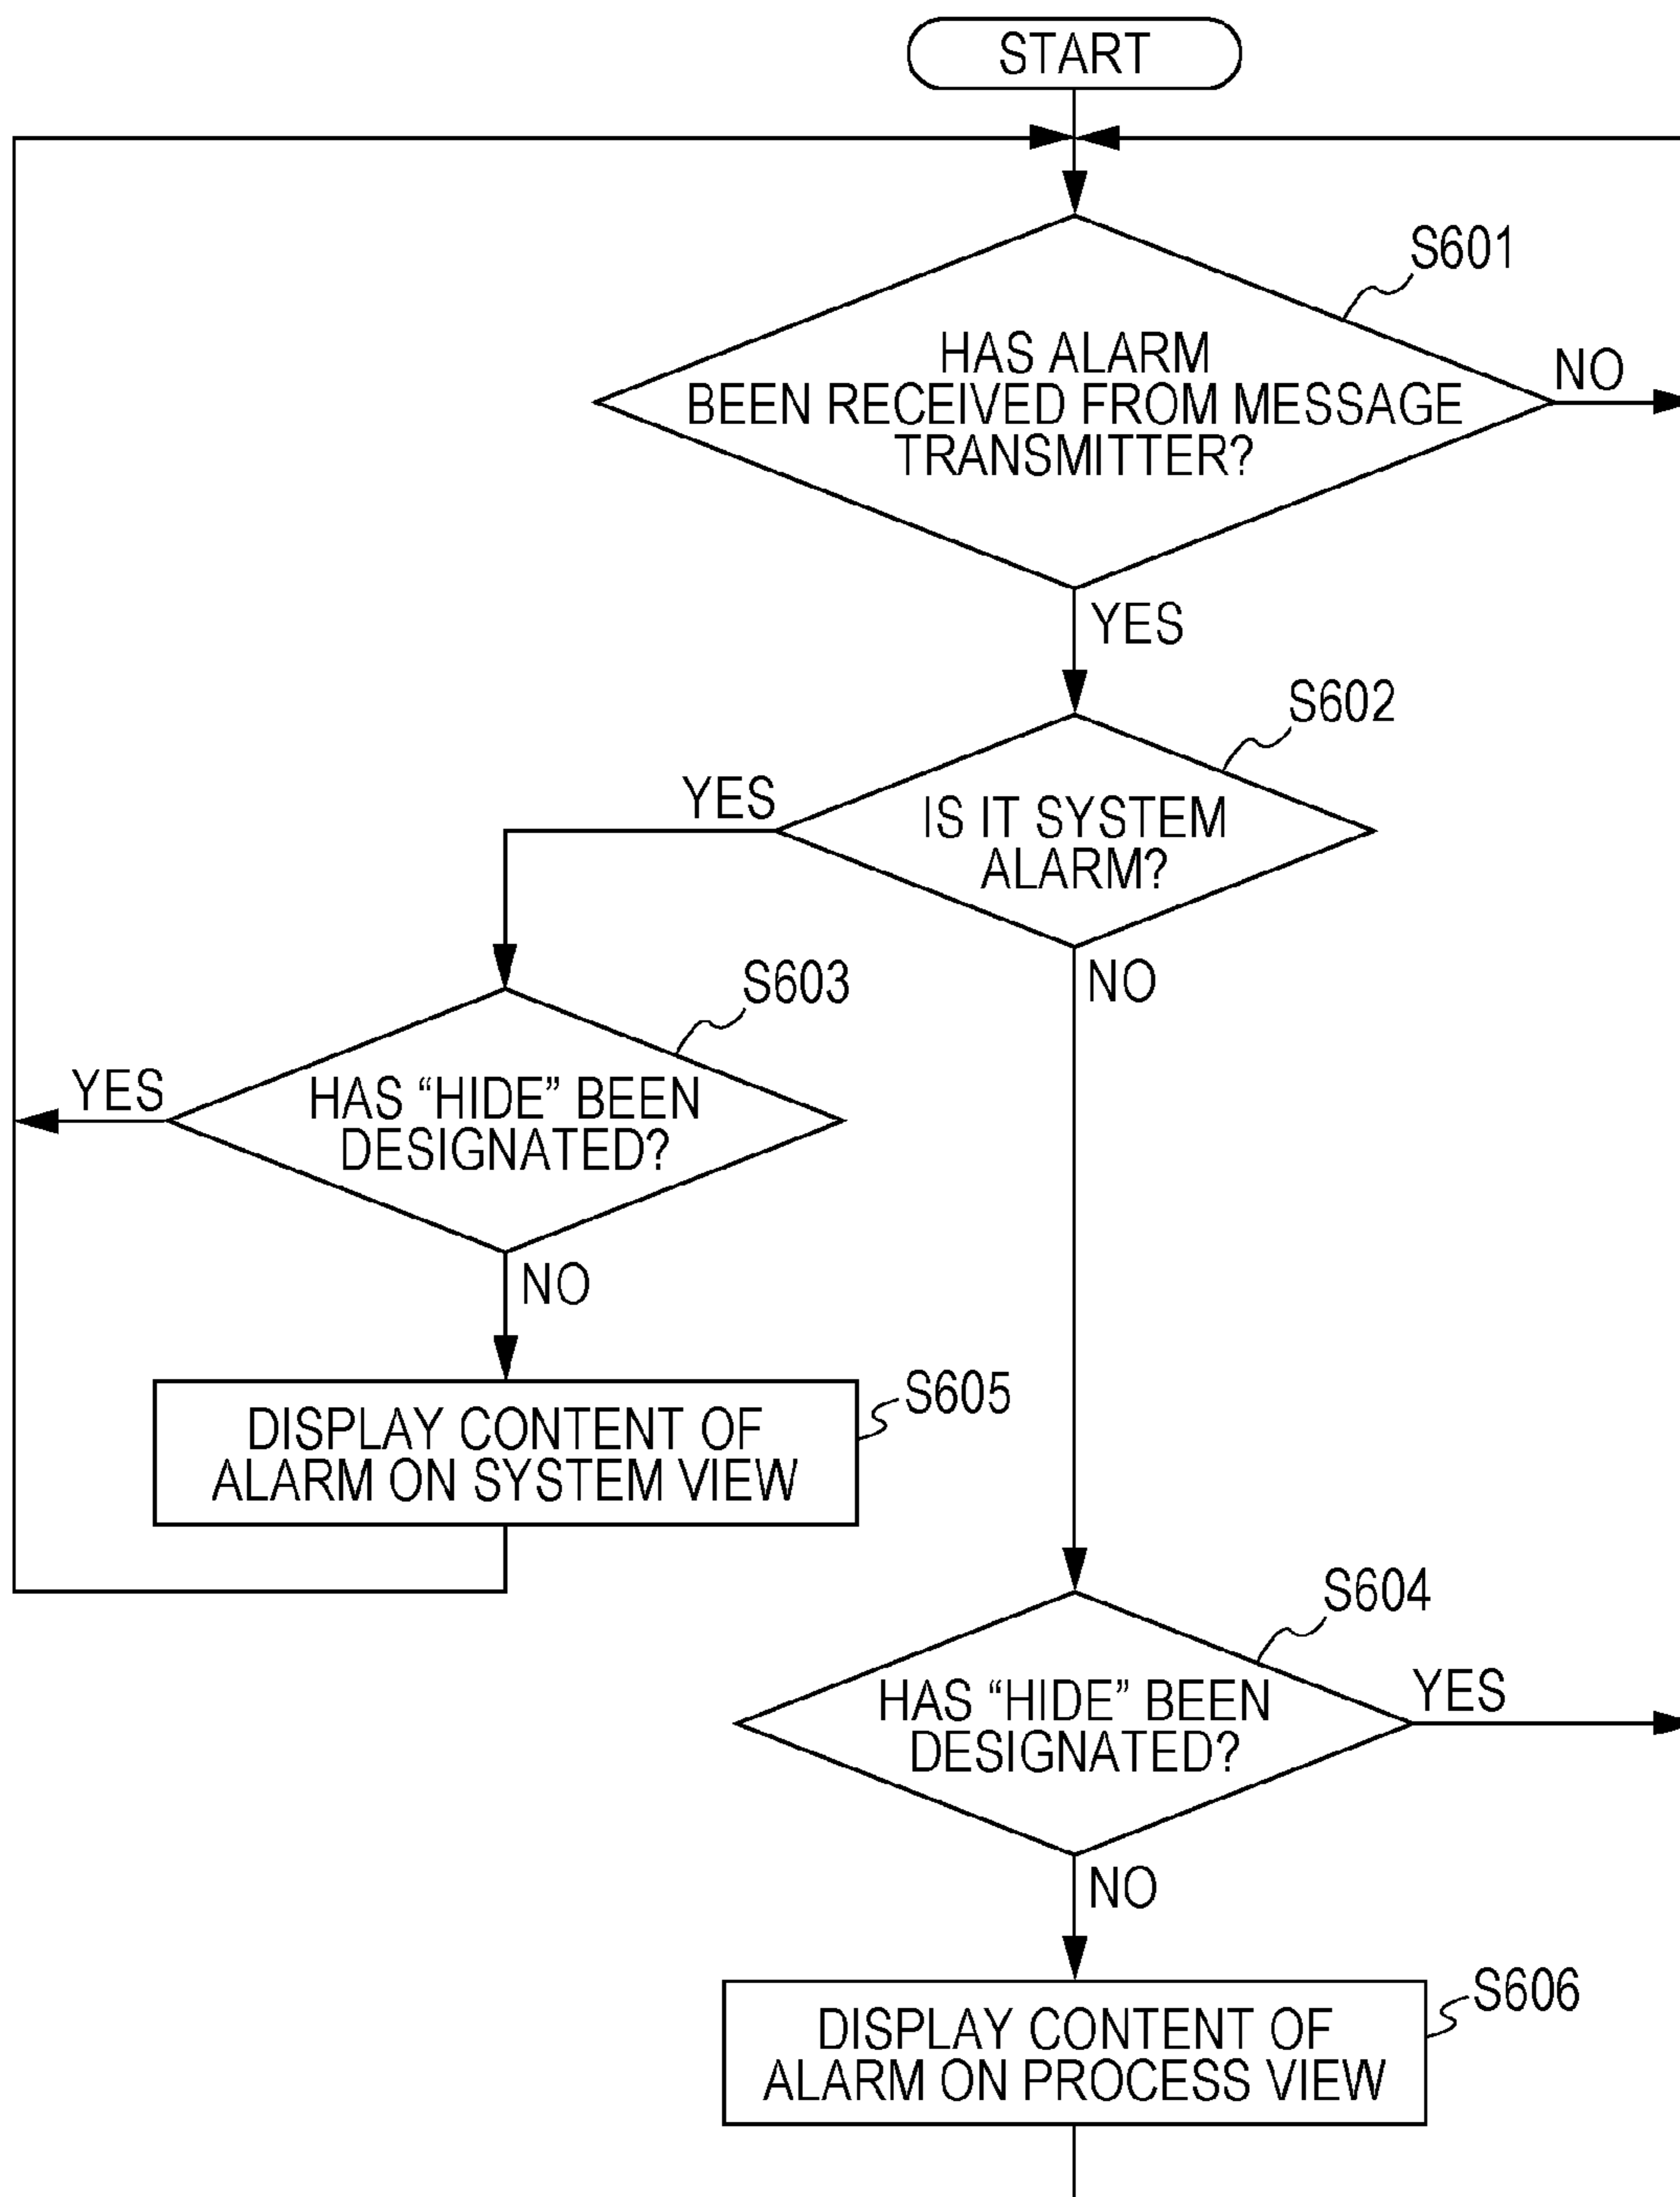 START
S601
HAS ALARM
BEEN RECEIVED FROM MESSAGE
TRANSMITTER?
NO
YES
S602
YES
IS IT SYSTEM
ALARM?
NO
S603
YES
HAS “HIDE” BEEN
DESIGNATED?
NO
S605
DISPLAY CONTENT OF
ALARM ON SYSTEM VIEW
S604
HAS “HIDE” BEEN
DESIGNATED?
YES
NO
S606
DISPLAY CONTENT OF
ALARM ON PROCESS VIEW